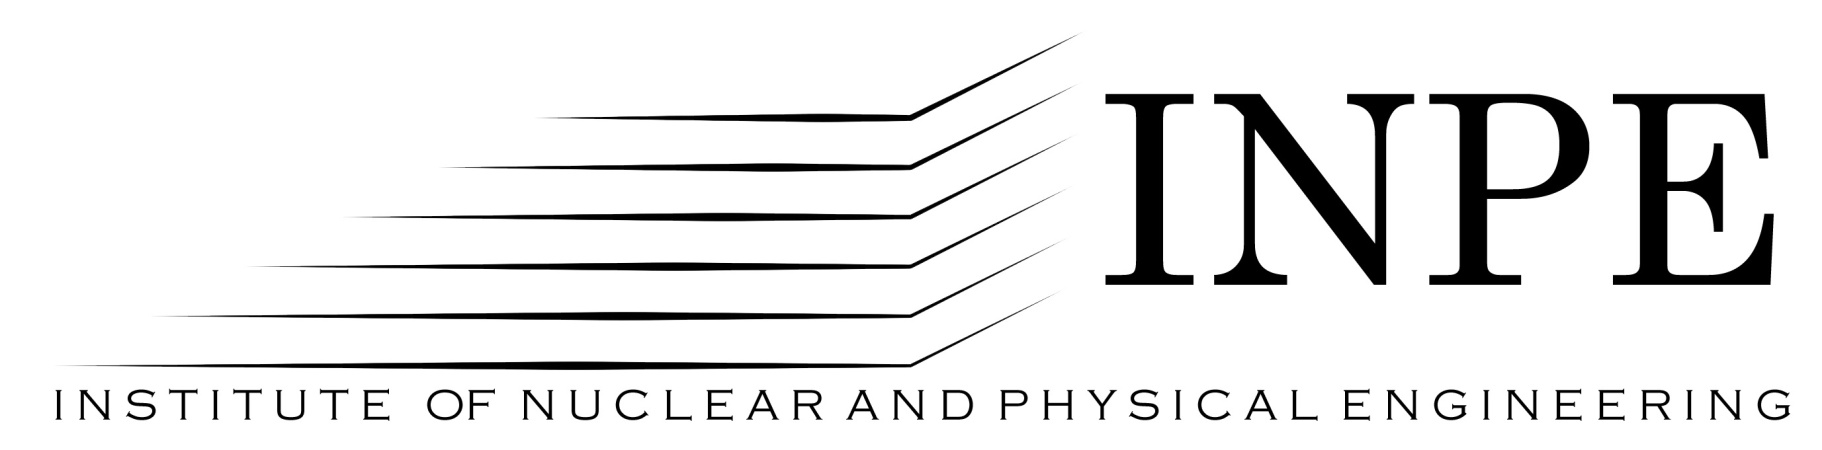 INPE
INSTITUTE OF NUCLEAR AND PHYSICAL ENGINEERING